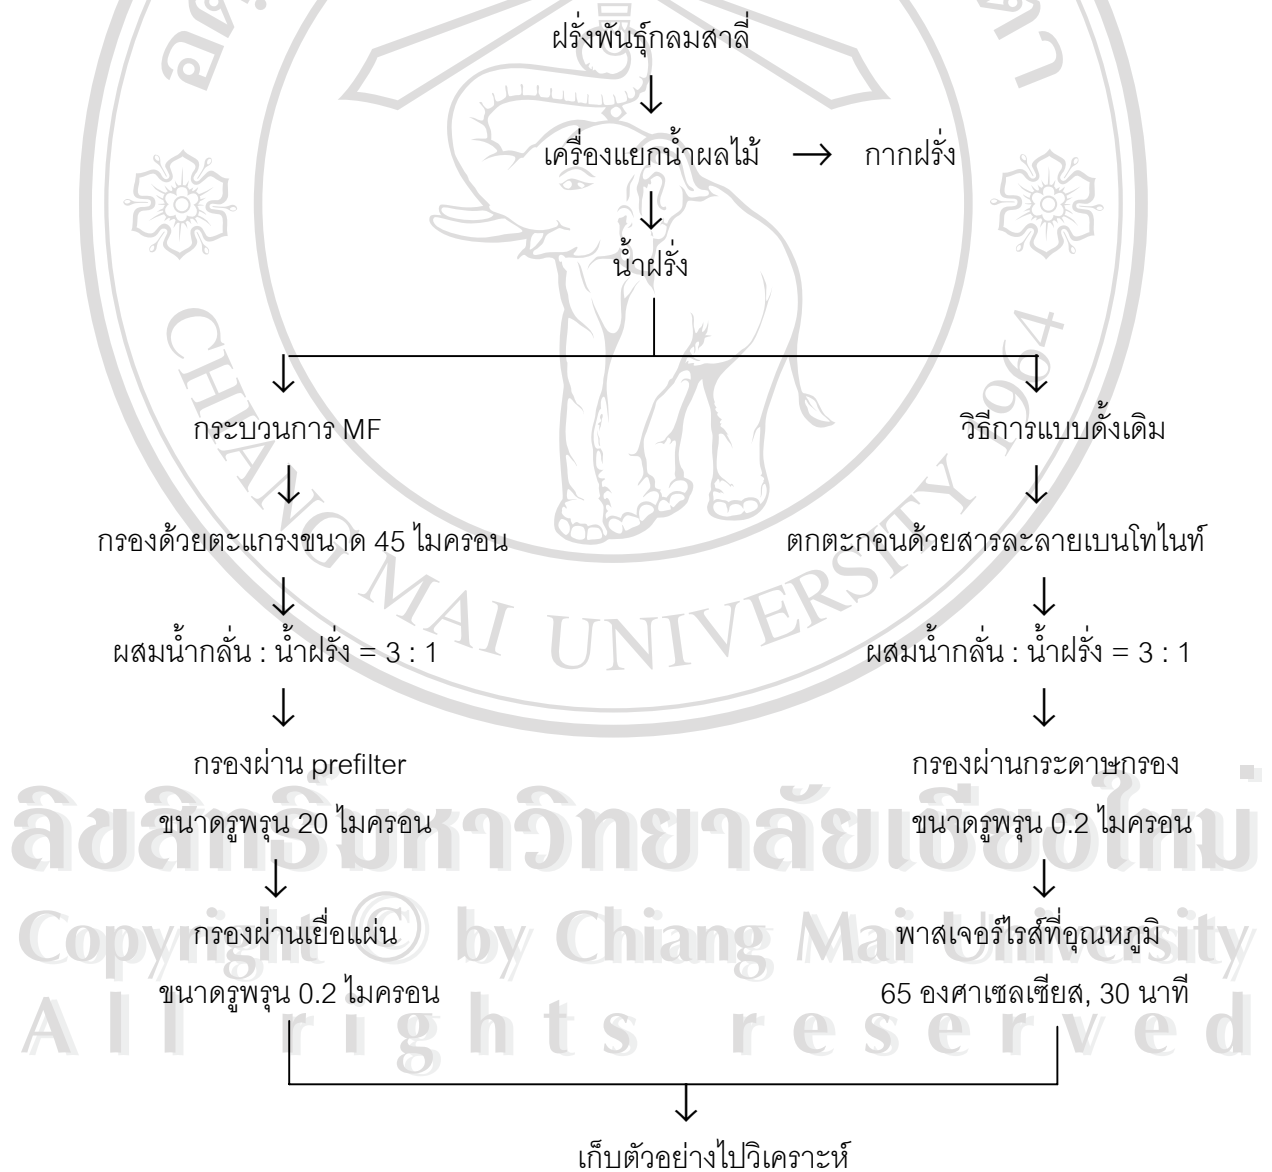 ฝรั่งพันธุ์กลมสาลี่
เครื่องแยกน้ำผลไม้ → กากฝรั่ง
น้ำฝรั่ง
กระบวนการ MF
กรองด้วยตะแกรงขนาด 45 ไมครอน
ผสมน้ำกลั่น : น้ำฝรั่ง = 3 : 1
กรองผ่าน prefilter
ขนาดรูพรุน 20 ไมครอน
กรองผ่านเยื่อแผ่น
ขนาดรูพรุน 0.2 ไมครอน
วิธีการแบบดั้งเดิม
ตกตะกอนด้วยสารละลายเบนโทไนท์
ผสมน้ำกลั่น : น้ำฝรั่ง = 3 : 1
กรองผ่านกระดาษกรอง
ขนาดรูพรุน 0.2 ไมครอน
พาสเจอร์ไรส์ที่อุณหภูมิ
65 องศาเซลเซียส, 30 นาที
เก็บตัวอย่างไปวิเคราะห์
CHIANG MAI UNIVERSITY 1964
ลิขสิทธิ์มหาวิทยาลัยเชียงใหม่
Copyright © by Chiang Mai University
All rights reserved